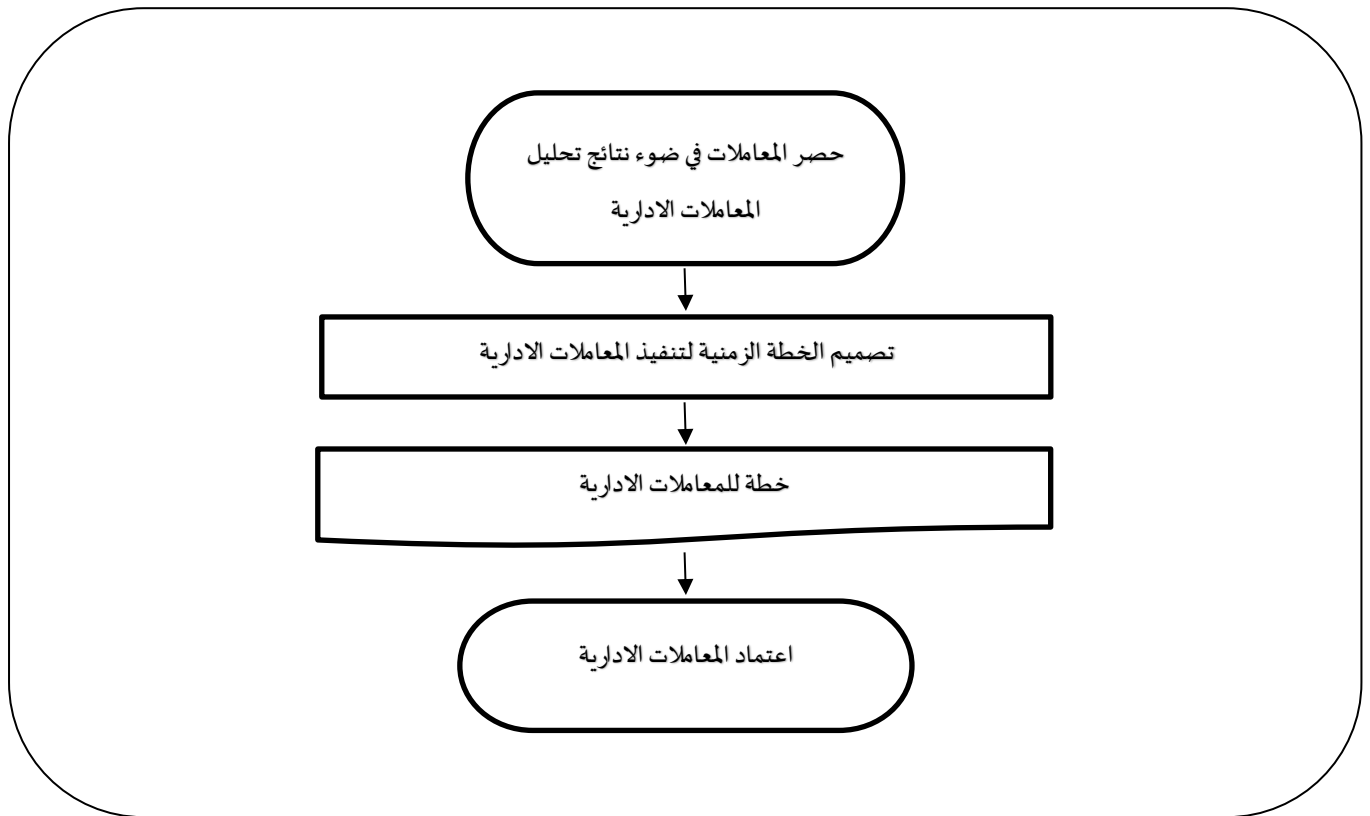 حصر المعاملات في ضوء نتائج تحليل
المعاملات الادارية
تصميم الخطة الزمنية لتنفيذ المعاملات الادارية
خطة للمعاملات الادارية
اعتماد المعاملات الادارية